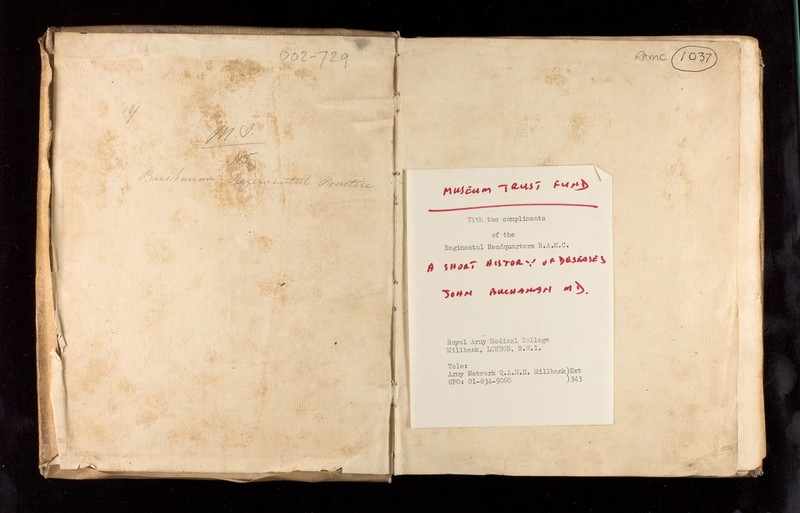 602-729
M.S.
Buchanan Regimental Practice
RAMC 1037
MUSEUM TRUST FUND
With the compliments
of the
Regimental Headquarters R.A.M.C.
A SHORT HISTORY OF DESEASES
JOHN BUCHANAN MD.
Royal Army Medical College
Millbank, LONDON, S.W.1.
Tele:
Army Network Q.A.M.H. Millbank)Ext
GPO: 01-834-9060 )343